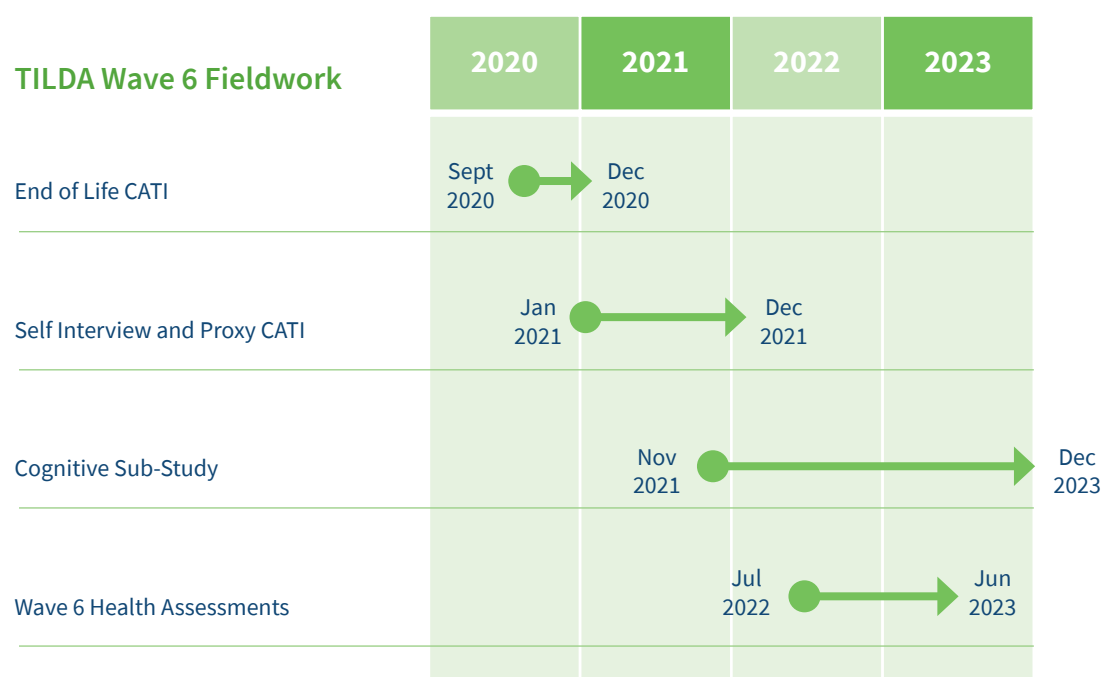 TILDA Wave 6 Fieldwork
2020
2021
2022
2023
End of Life CATI
Sept
2020
Dec
2020
Self Interview and Proxy CATI
Jan
2021
Dec
2021
Cognitive Sub-Study
Nov
2021
Dec
2023
Wave 6 Health Assessments
Jul
2022
Jun
2023